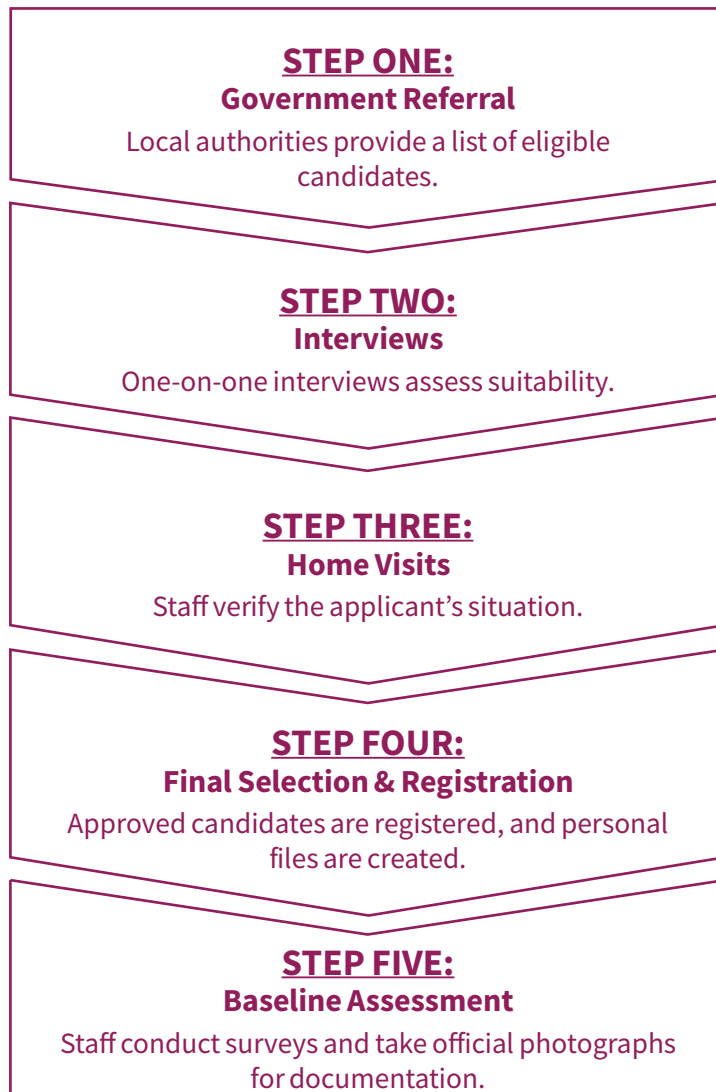 STEP ONE:
Government Referral
Local authorities provide a list of eligible
candidates.
STEP TWO:
Interviews
One-on-one interviews assess suitability.
STEP THREE:
Home Visits
Staff verify the applicant’s situation.
STEP FOUR:
Final Selection & Registration
Approved candidates are registered, and personal
files are created.
STEP FIVE:
Baseline Assessment
Staff conduct surveys and take official photographs
for documentation.